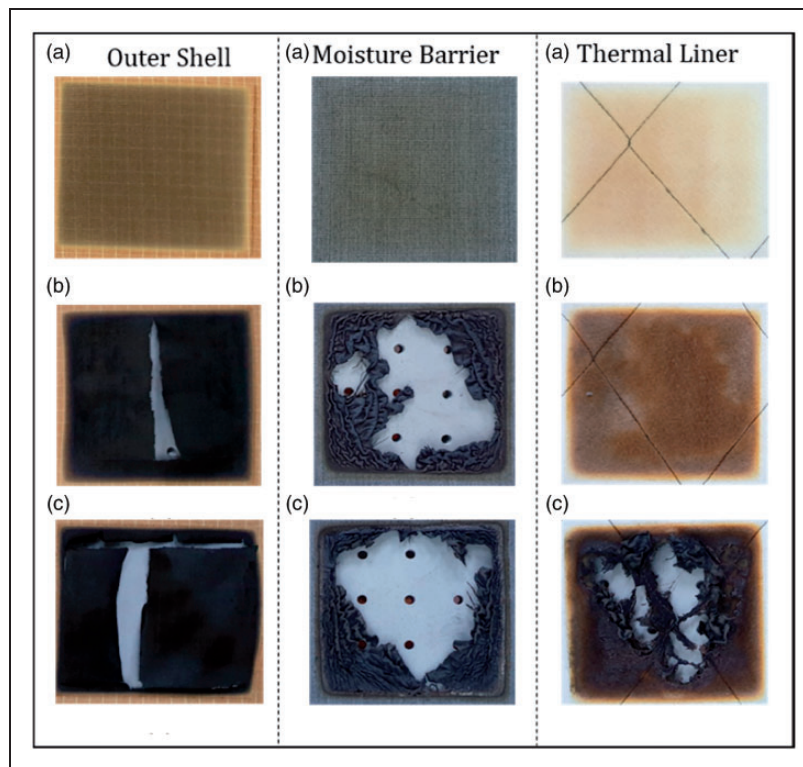 (a) Outer Shell
(a) Moisture Barrier
(a) Thermal Liner
(b)
(b)
(b)
(c)
(c)
(c)